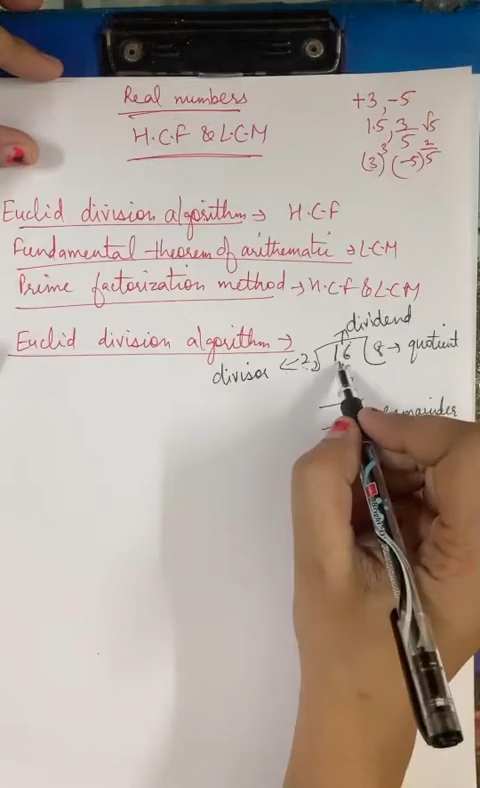 Real numbers
H.C.F & L.C.M
+3, -5
1.5, 3/5, √5
(3)³ (-5)^2/5
Euclid division algorithm → H.C.F
Fundamental theorem of arithematic → L.C.M
Prime factorization method → H.C.F & L.C.M
Euclid division algorithm →
dividend
divisor ← 2) 16 (8 → quotient